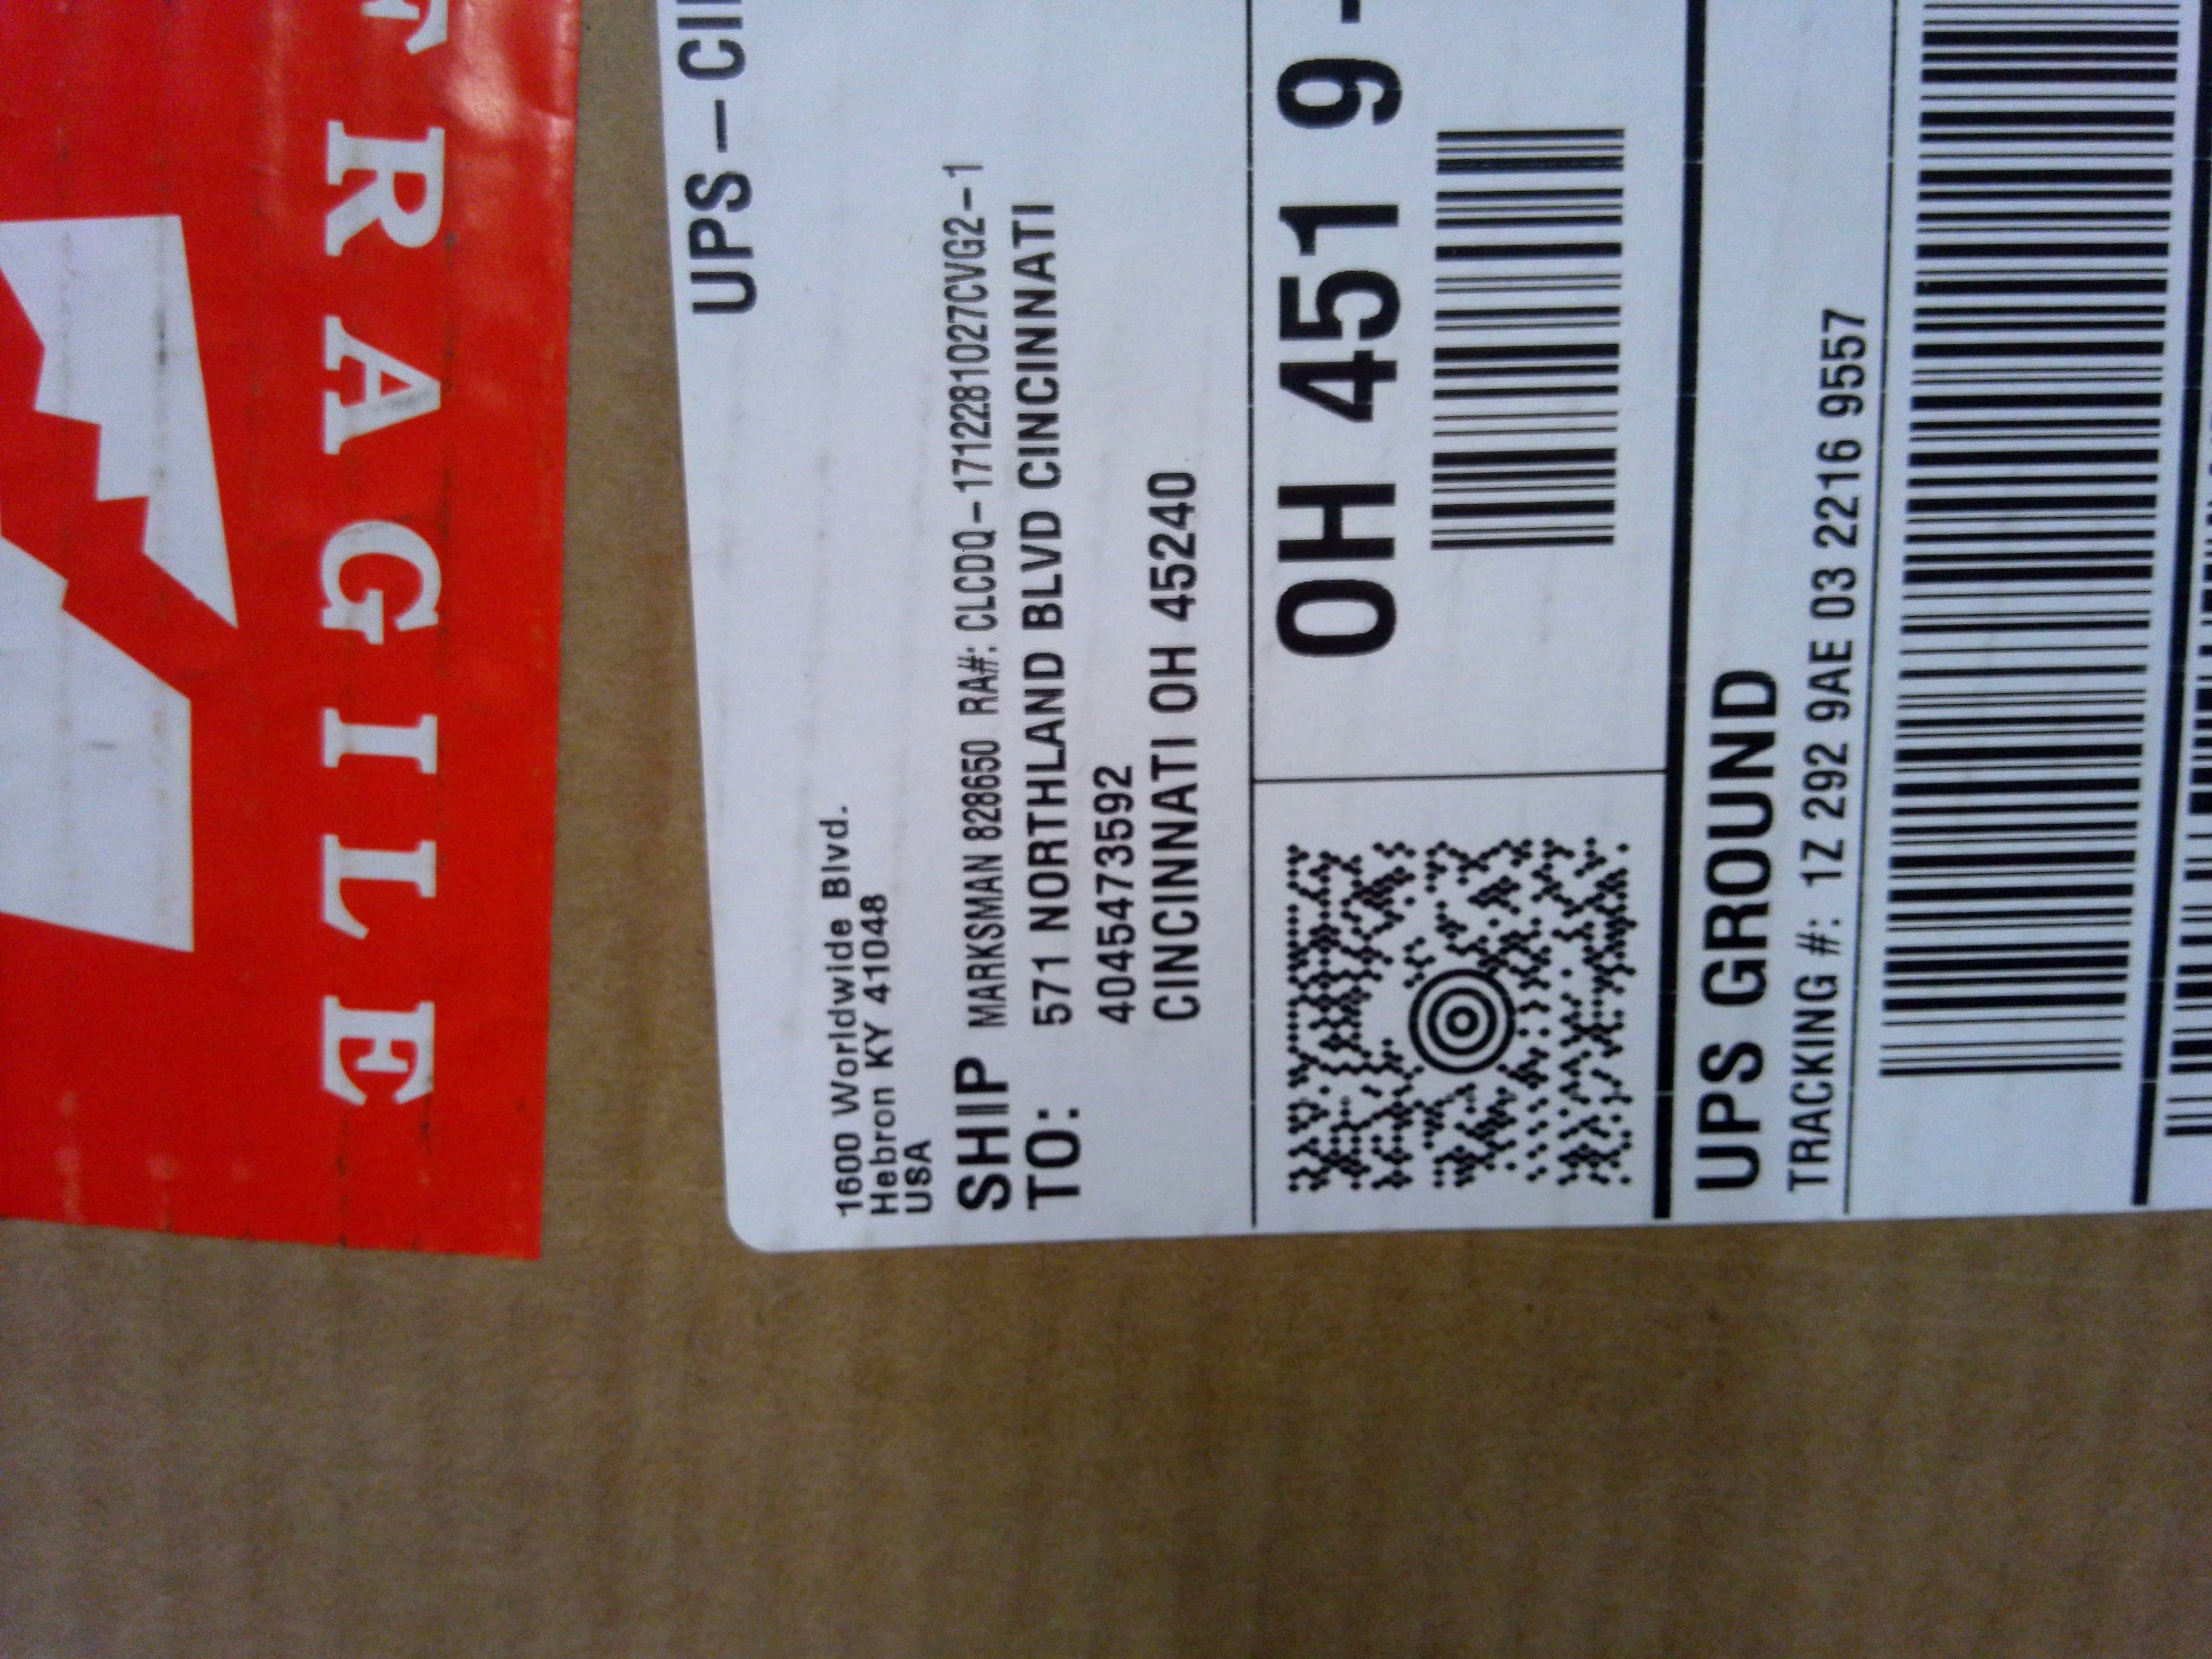 FRAGILE
UPS - CI
1600 Worldwide Blvd.
Hebron KY 41048
USA
SHIP TO:
MARKSMAN 828650 RA#: CLCDQ-1712281027CVG2-1
571 NORTHLAND BLVD CINCINNATI
4045473592
CINCINNATI OH 45240
OH 451 9-
UPS GROUND
TRACKING #: 1Z 292 9AE 03 2216 9557